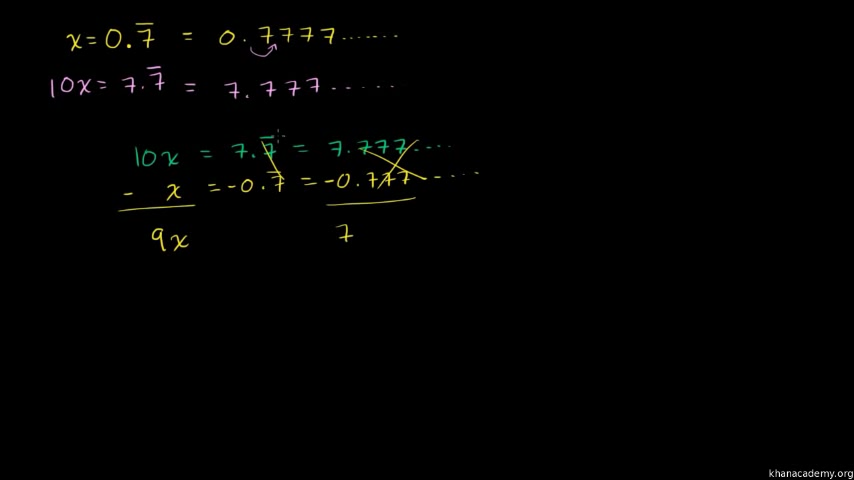 x = 0.7̅ = 0.7777.......
10x = 7.7̅ = 7.777.....
10x = 7.7̅ = 7.777....
- x = -0.7̅ = -0.777....
9x 7
khanacademy.org